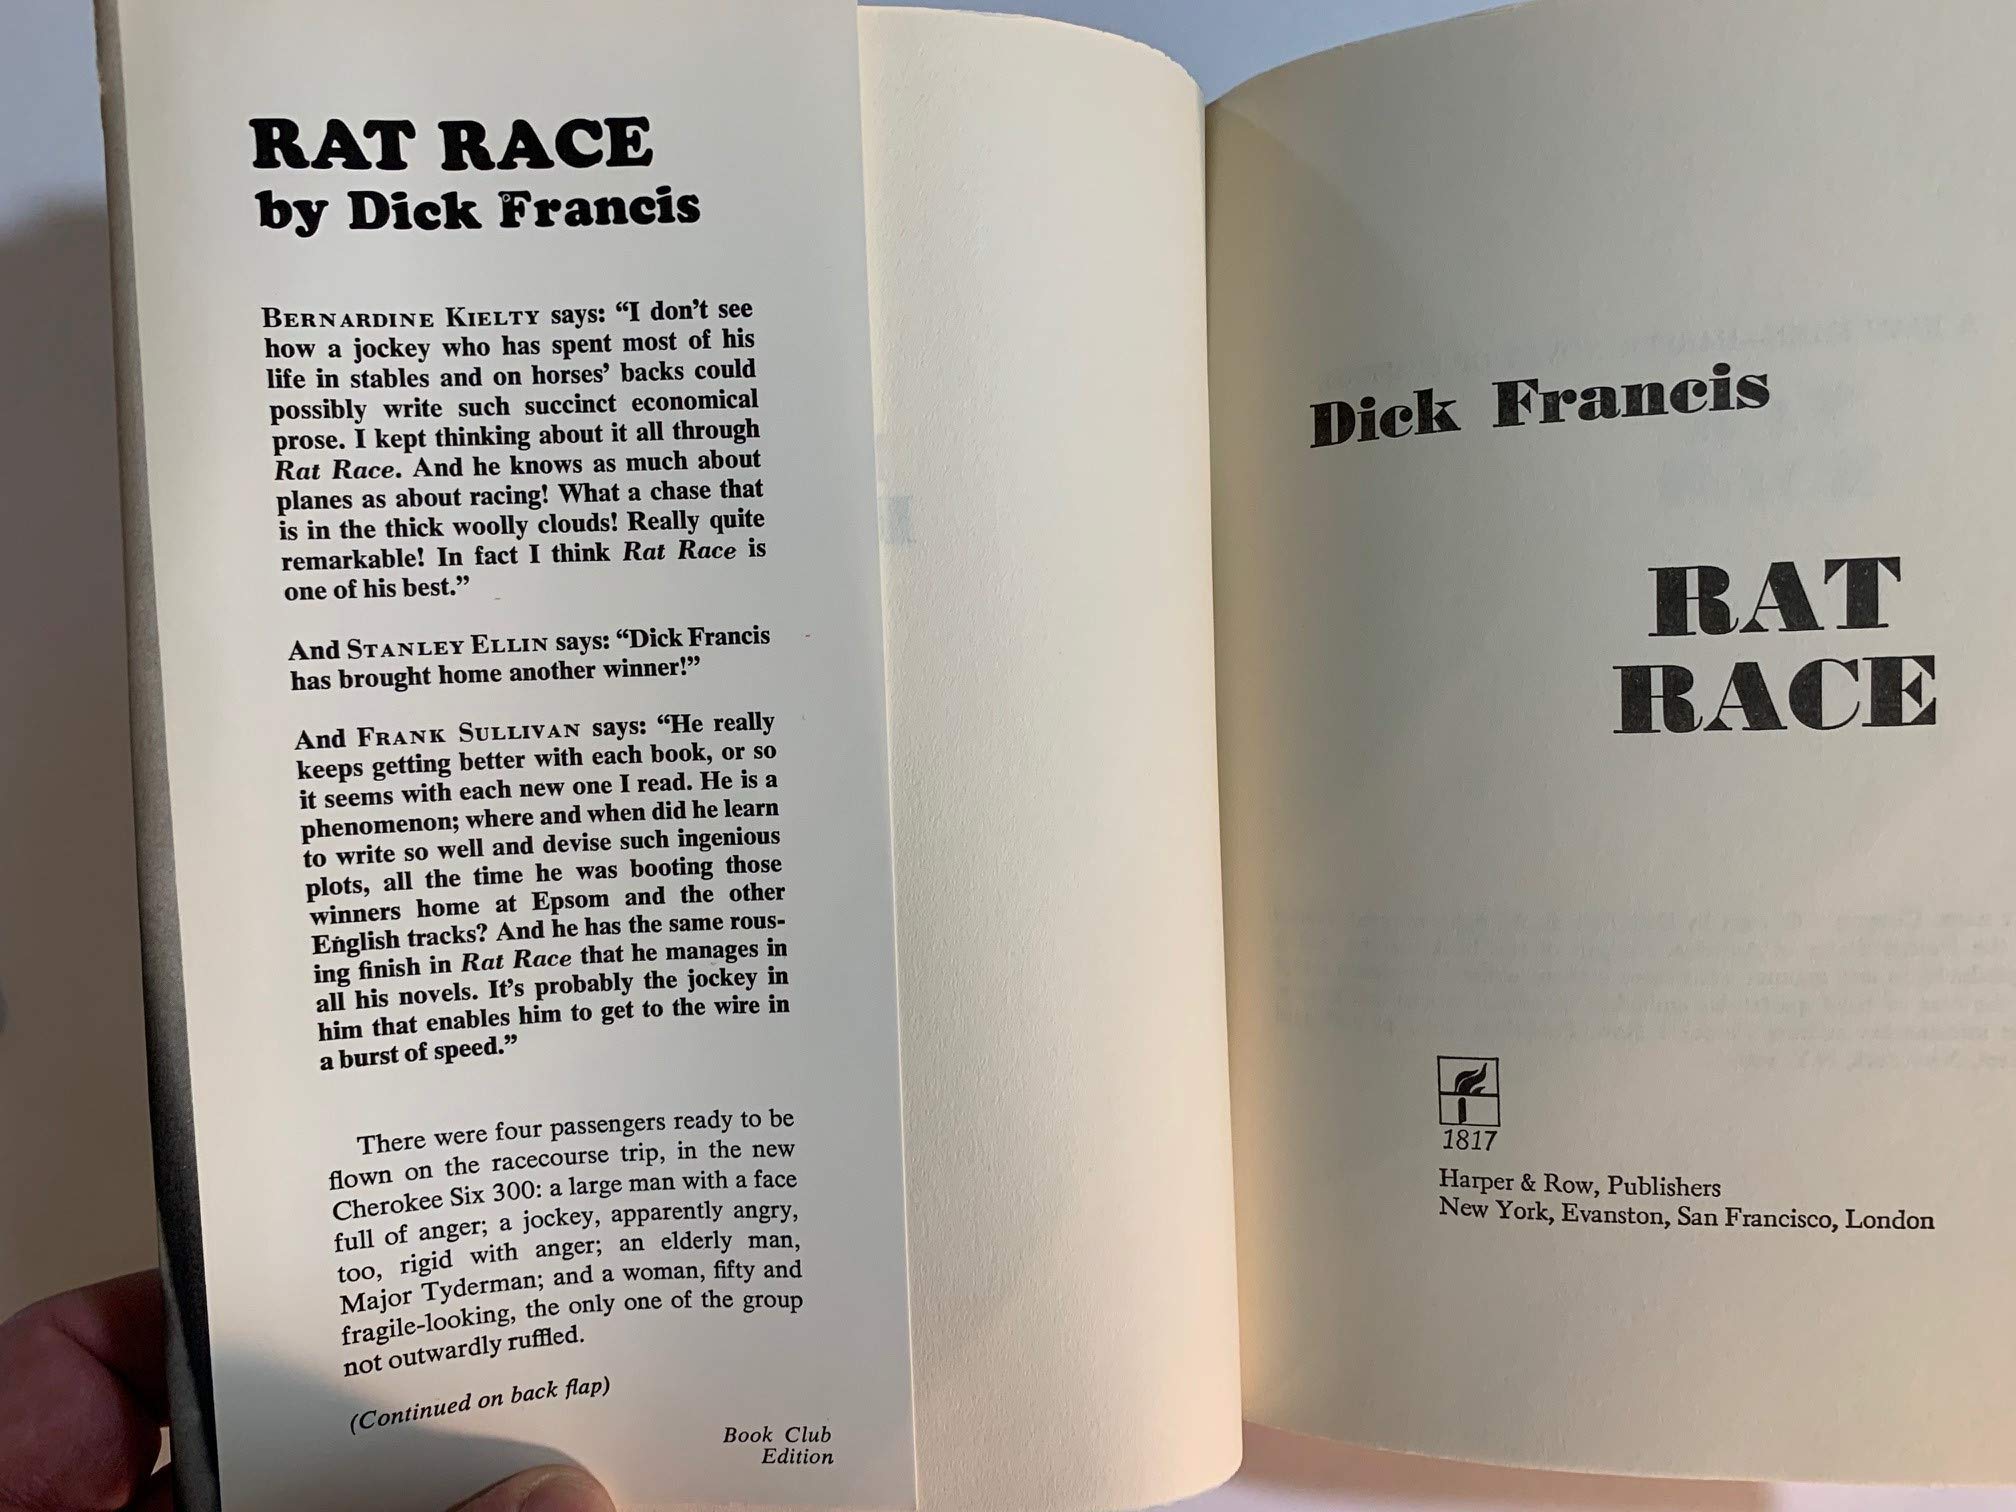 RAT RACE
by Dick Francis
BERNARDINE KIELTY says: “I don’t see
how a jockey who has spent most of his
life in stables and on horses’ backs could
possibly write such succinct economical
prose. I kept thinking about it all through
Rat Race. And he knows as much about
planes as about racing! What a chase that
is in the thick woolly clouds! Really quite
remarkable! In fact I think Rat Race is
one of his best.”
And STANLEY ELLIN says: “Dick Francis
has brought home another winner!”
And FRANK SULLIVAN says: “He really
keeps getting better with each book, or so
it seems with each new one I read. He is a
phenomenon; where and when did he learn
to write so well and devise such ingenious
plots, all the time he was booting those
winners home at Epsom and the other
English tracks? And he has the same rous-
ing finish in Rat Race that he manages in
all his novels. It’s probably the jockey in
him that enables him to get to the wire in
a burst of speed.”
There were four passengers ready to be
flown on the racecourse trip, in the new
Cherokee Six 300: a large man with a face
full of anger; a jockey, apparently angry,
too, rigid with anger; an elderly man,
Major Tyderman; and a woman, fifty and
fragile-looking, the only one of the group
not outwardly ruffled.
(Continued on back flap)
Book Club
Edition
Dick Francis
RAT
RACE
1817
Harper & Row, Publishers
New York, Evanston, San Francisco, London